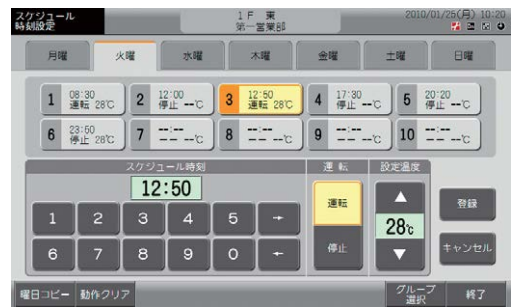 スケジュール
時刻設定
1F 東
第一営業部
2010/01/25(月) 10:20
月曜 火曜 水曜 木曜 金曜 土曜 日曜
1 08:30 運転 28℃
2 12:00 停止 --℃
3 12:50 運転 28℃
4 17:30 停止 --℃
5 20:20 停止 --℃
6 23:50 停止 28℃
7 --:-- -- --℃
8 --:-- -- --℃
9 --:-- -- --℃
10 --:-- -- --℃
スケジュール時刻 運転 設定温度
12:50
1 2 3 4 5 →
6 7 8 9 0 ←
運転
停止
▲
28℃
▼
登録
キャンセル
曜日コピー 動作クリア グループ選択 終了